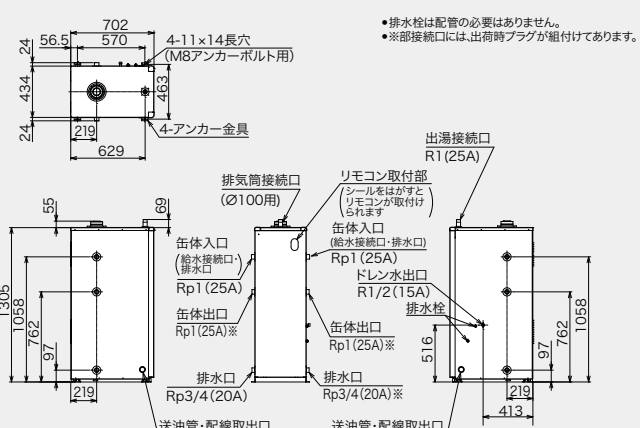 ●排水栓は配管の必要はありません。
●※部接続口には、出荷時プラグが組付けてあります。
702
56.5
570
4-11×14長穴
(M8アンカーボルト用)
24
434
24
463
219
629
4-アンカー金具
出湯接続口
R1(25A)
排気筒接続口
(Ø100用)
リモコン取付部
(シールをはがすと
リモコンが取付け
られます)
55
69
缶体入口
(給水接続口・
排水口)
Rp1(25A)
缶体入口
(給水接続口・排水口)
Rp1(25A)
ドレン水出口
R1/2(15A)
排水栓
缶体出口
Rp1(25A)※
缶体出口
Rp1(25A)※
排水口
Rp3/4(20A)
排水口
Rp3/4(20A)※
1305
1058
762
97
219
516
97
762
1058
219
413
送油管・配線取出口
送油管・配線取出口